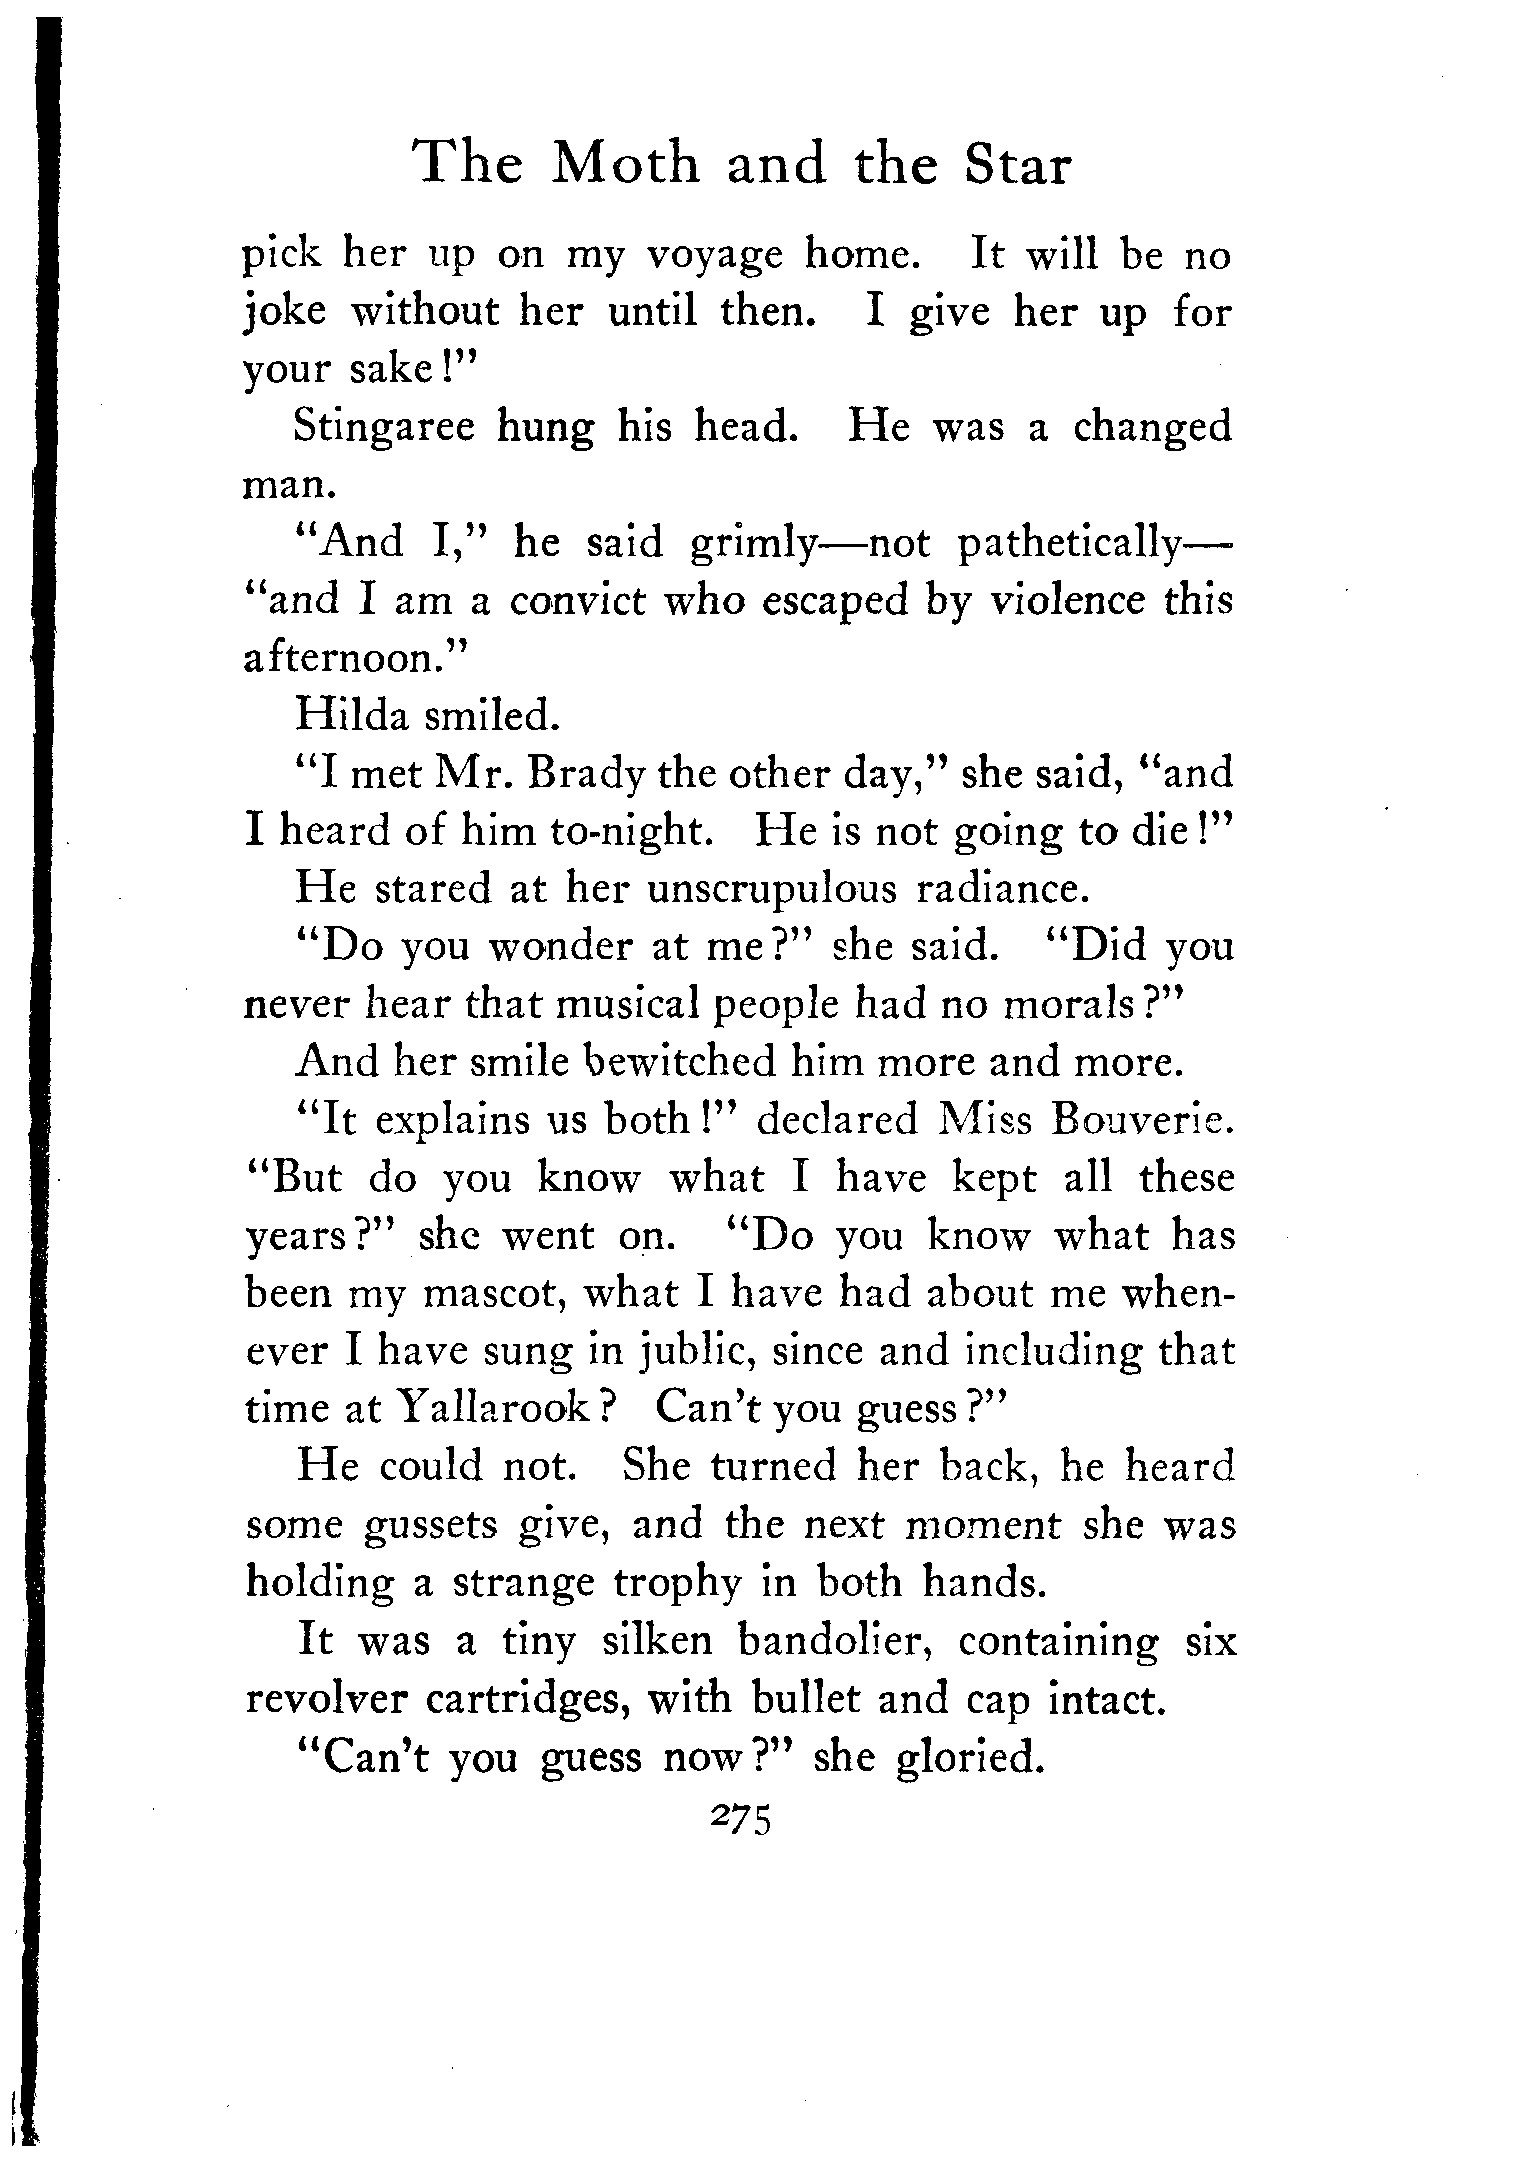 The Moth and the Star
pick her up on my voyage home. It will be no
joke without her until then. I give her up for
your sake!"
Stingaree hung his head. He was a changed
man.
"And I," he said grimly—not pathetically—
"and I am a convict who escaped by violence this
afternoon."
Hilda smiled.
"I met Mr. Brady the other day," she said, "and
I heard of him to-night. He is not going to die!"
He stared at her unscrupulous radiance.
"Do you wonder at me?" she said. "Did you
never hear that musical people had no morals?"
And her smile bewitched him more and more.
"It explains us both!" declared Miss Bouverie.
"But do you know what I have kept all these
years?" she went on. "Do you know what has
been my mascot, what I have had about me when-
ever I have sung in jublic, since and including that
time at Yallarook? Can't you guess?"
He could not. She turned her back, he heard
some gussets give, and the next moment she was
holding a strange trophy in both hands.
It was a tiny silken bandolier, containing six
revolver cartridges, with bullet and cap intact.
"Can't you guess now?" she gloried.
275